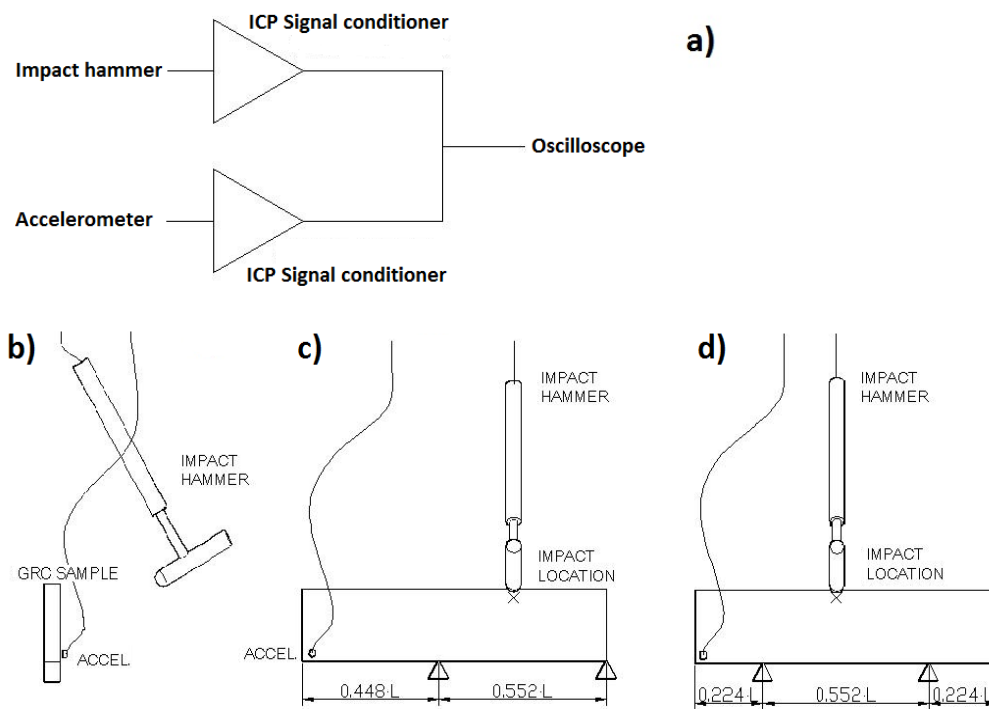 ICP Signal conditioner
a)
Impact hammer
Oscilloscope
Accelerometer
ICP Signal conditioner
b)
IMPACT
HAMMER
GRC SAMPLE
ACCEL.
c)
IMPACT
HAMMER
IMPACT
LOCATION
ACCEL.
0.448·L
0.552·L
d)
IMPACT
HAMMER
IMPACT
LOCATION
0.224·L
0.552·L
0.224·L